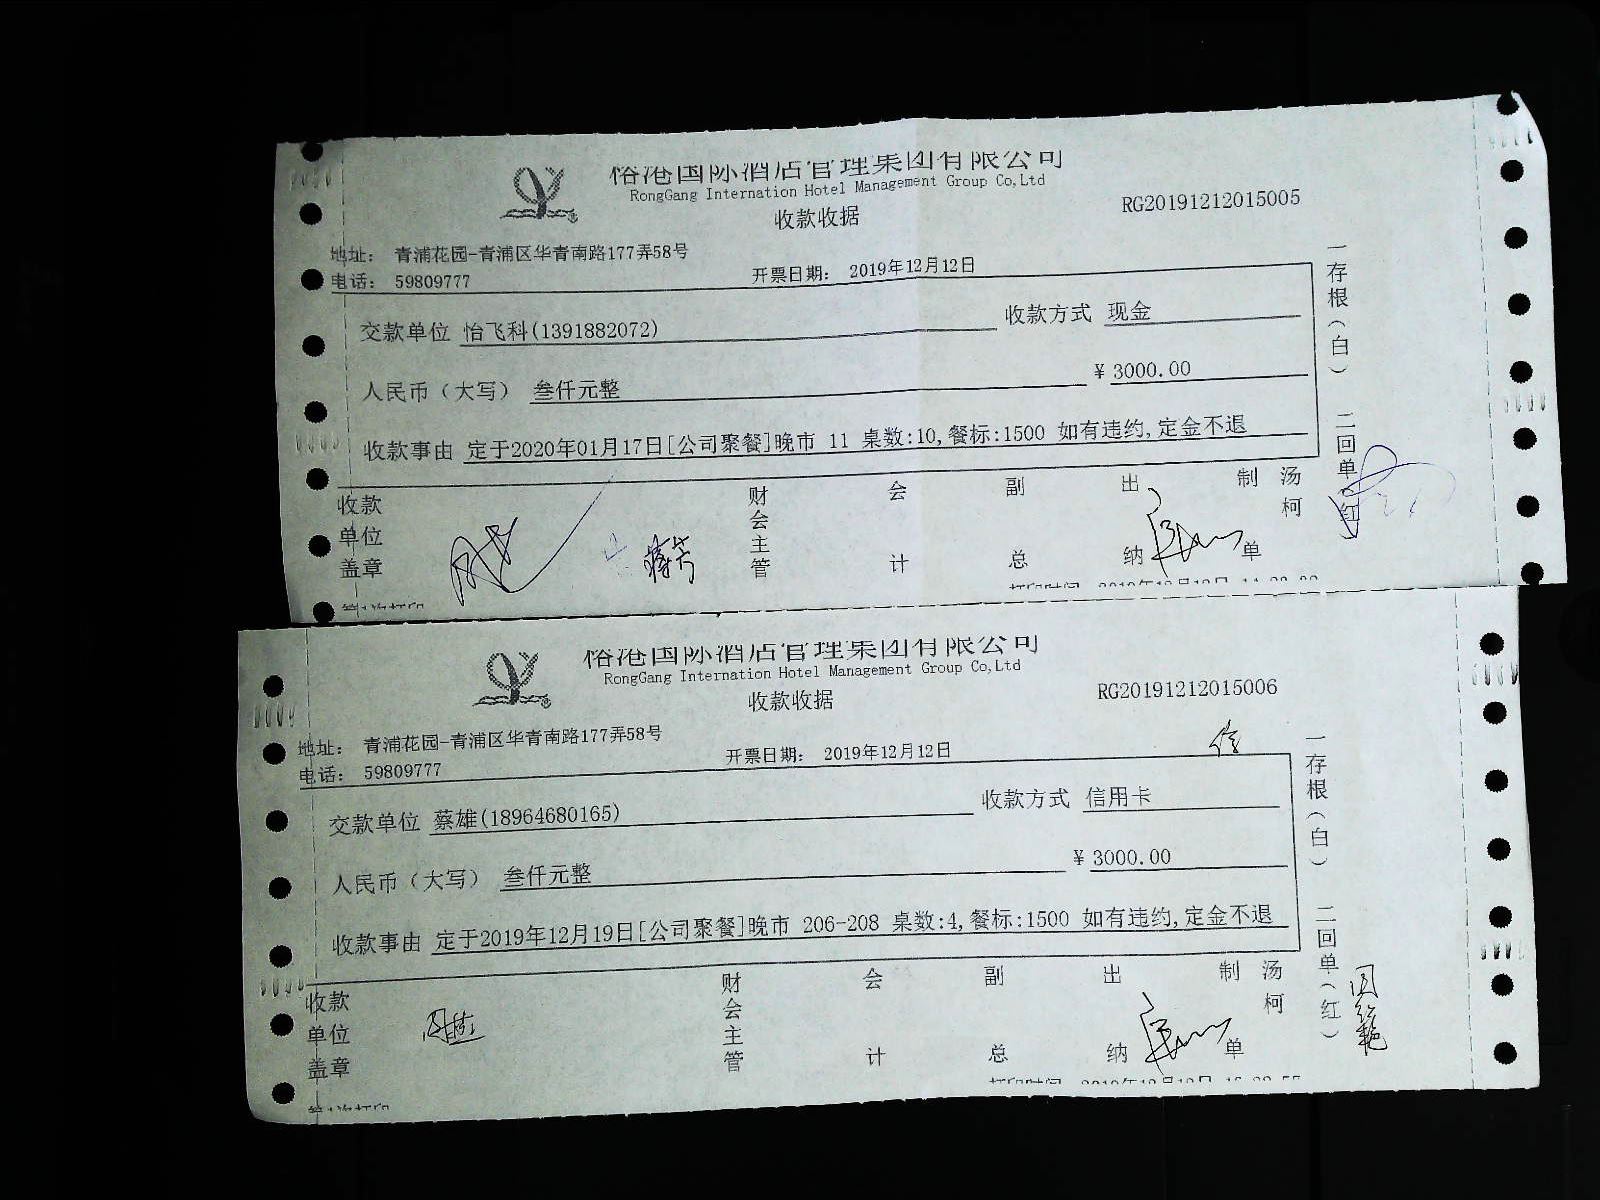 国际酒店管理集团有限公司
RongGang Internation Hotel Management Group Co,Ltd
收款收据
RG20191212015005
地址： 青浦花园-青浦区华青南路177弄58号
电话： 59809777
开票日期： 2019年12月12日
交款单位 怡飞科(1391882072)
收款方式 现金
人民币（大写） 叁仟元整
¥ 3000.00
收款事由 定于2020年01月17日[公司聚餐]晚市 11 桌数:10,餐标:1500 如有违约,定金不退
收款单位盖章
财会主管
会计
副总
出纳
制单
汤柯
一存根（白） 二回单（红）
国际酒店管理集团有限公司
RongGang Internation Hotel Management Group Co,Ltd
收款收据
RG20191212015006
地址： 青浦花园-青浦区华青南路177弄58号
电话： 59809777
开票日期： 2019年12月12日
交款单位 蔡雄(18964680165)
收款方式 信用卡
人民币（大写） 叁仟元整
¥ 3000.00
收款事由 定于2019年12月19日[公司聚餐]晚市 206-208 桌数:4,餐标:1500 如有违约,定金不退
收款单位盖章
财会主管
会计
副总
出纳
制单
汤柯
一存根（白） 二回单（红）